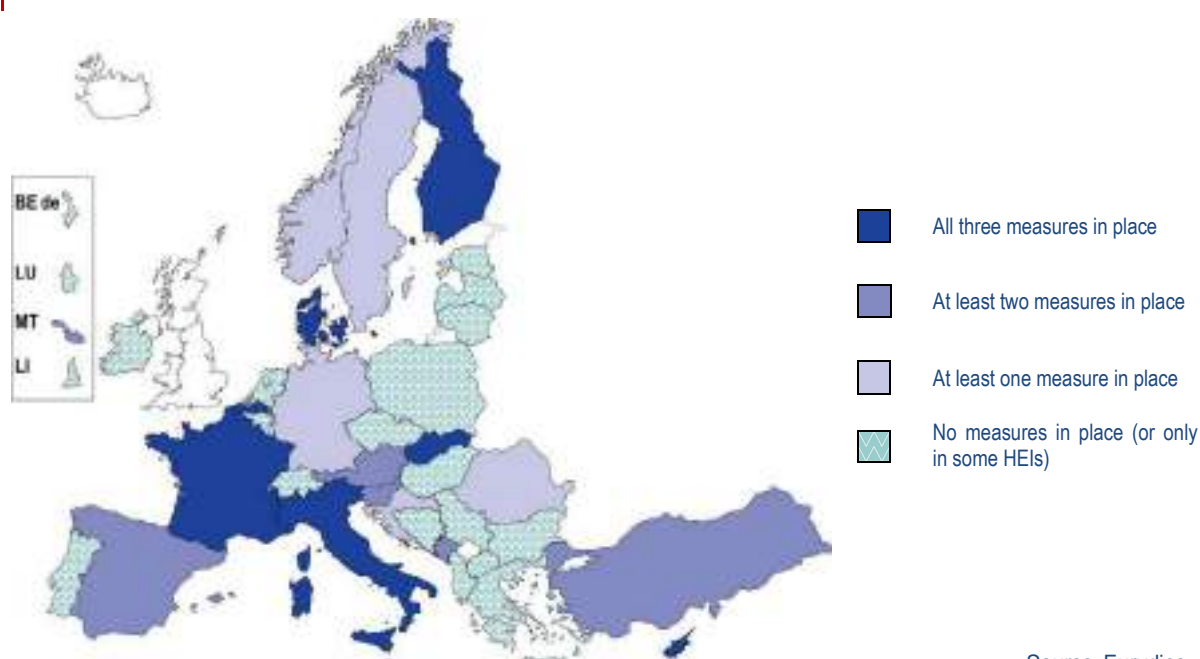 BE de
LU
MT
LI
All three measures in place
At least two measures in place
At least one measure in place
No measures in place (or only
in some HEIs)